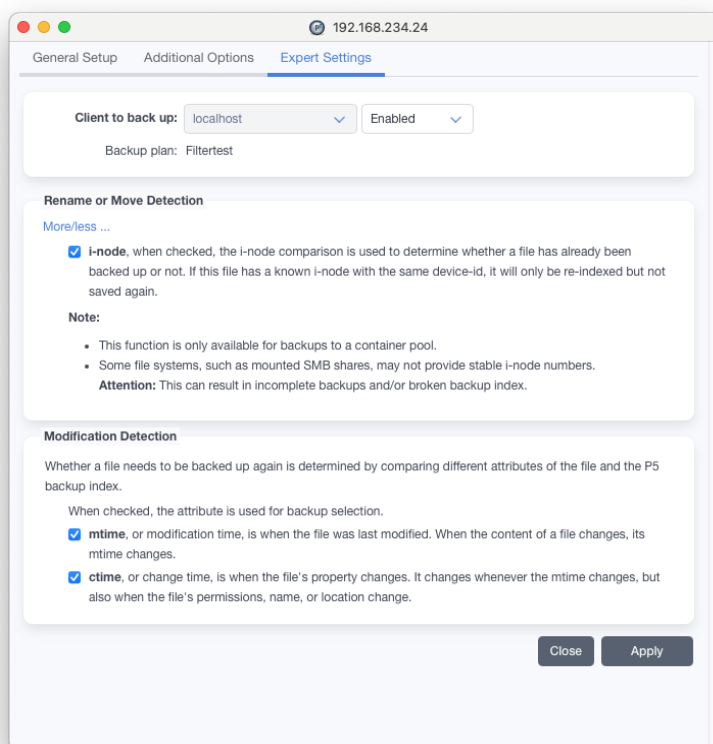 192.168.234.24
General Setup Additional Options Expert Settings
Client to back up: localhost Enabled
Backup plan: Filtertest
Rename or Move Detection
More/less ...
i-node, when checked, the i-node comparison is used to determine whether a file has already been
backed up or not. If this file has a known i-node with the same device-id, it will only be re-indexed but not
saved again.
Note:
• This function is only available for backups to a container pool.
• Some file systems, such as mounted SMB shares, may not provide stable i-node numbers.
Attention: This can result in incomplete backups and/or broken backup index.
Modification Detection
Whether a file needs to be backed up again is determined by comparing different attributes of the file and the P5
backup index.
When checked, the attribute is used for backup selection.
mtime, or modification time, is when the file was last modified. When the content of a file changes, its
mtime changes.
ctime, or change time, is when the file's property changes. It changes whenever the mtime changes, but
also when the file's permissions, name, or location change.
Close Apply